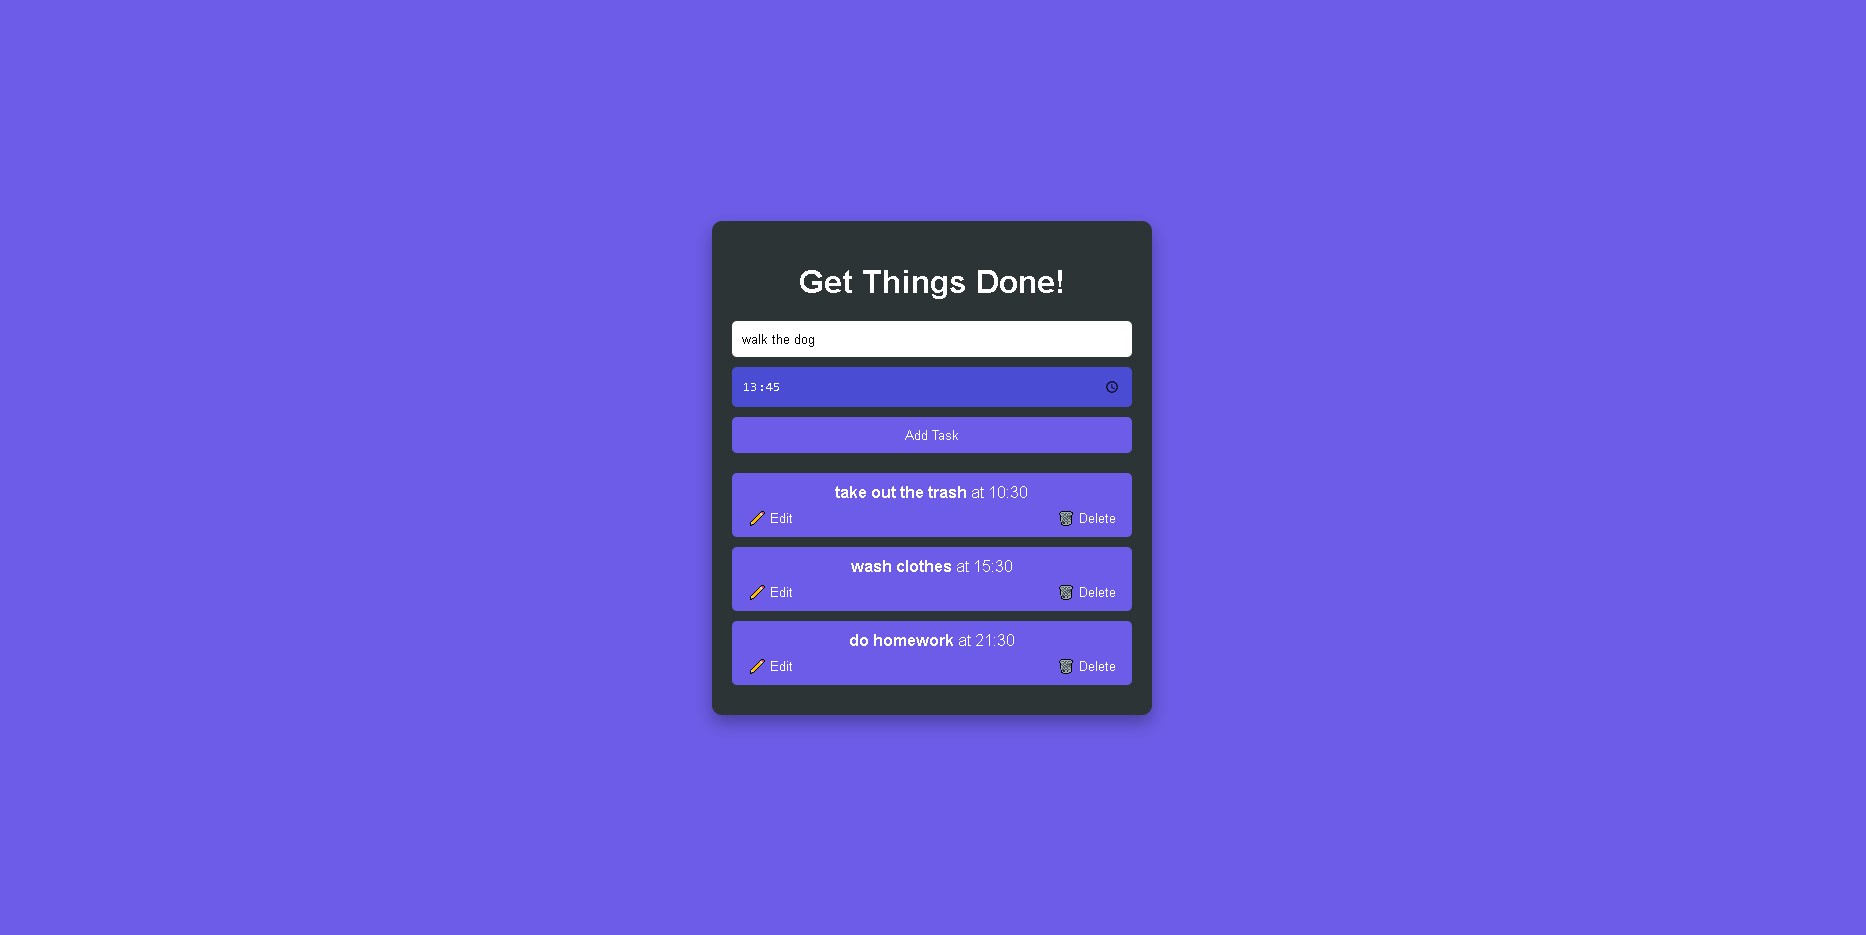 Get Things Done!
walk the dog
13:45
Add Task
take out the trash at 10:30
Edit Delete
wash clothes at 15:30
Edit Delete
do homework at 21:30
Edit Delete